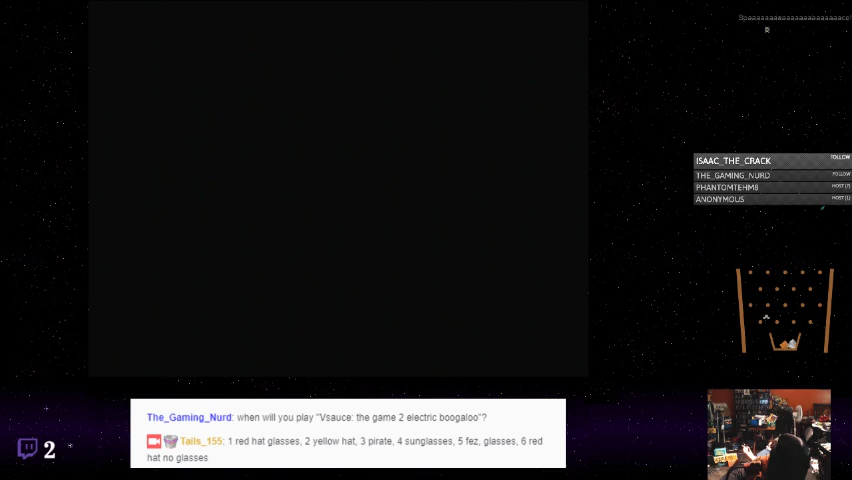 Spaaaaaaaaaaaaaaaaaaaaace
R
ISAAC_THE_CRACK FOLLOW
THE_GAMING_NURD FOLLOW
PHANTOMTEHM8 HOST (7)
ANONYMOUS HOST (1)
The_Gaming_Nurd: when will you play "Vsauce: the game 2 electric boogaloo"?
Tails_155: 1 red hat glasses, 2 yellow hat, 3 pirate, 4 sunglasses, 5 fez, glasses, 6 red
hat no glasses
2